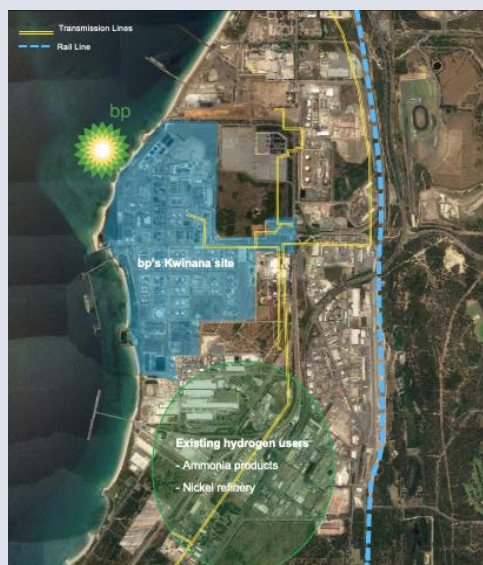 Transmission Lines
Rail Line
bp
bp's Kwinana site
Existing hydrogen users
- Ammonia products
- Nickel refinery